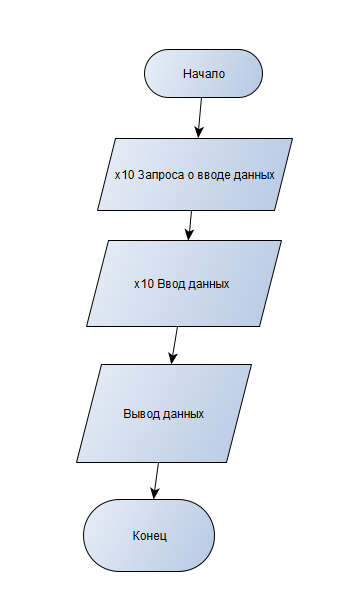 Начало
x10 Запроса о вводе данных
x10 Ввод данных
Вывод данных
Конец